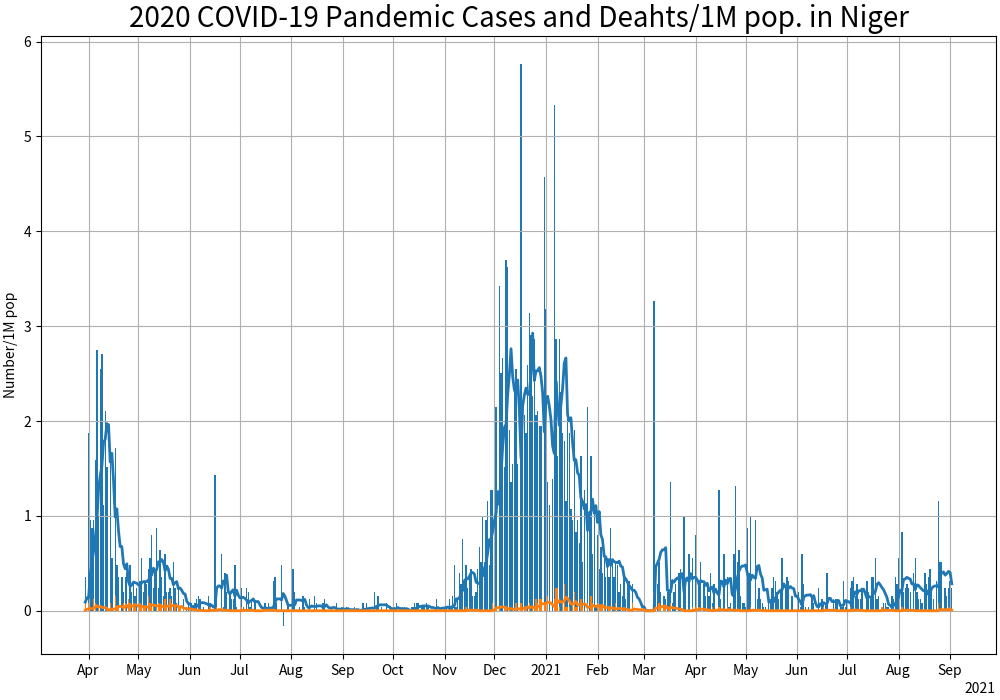 2020 COVID-19 Pandemic Cases and Deahts/1M pop. in Niger
Number/1M pop
6
5
4
3
2
1
0
Apr May Jun Jul Aug Sep Oct Nov Dec 2021 Feb Mar Apr May Jun Jul Aug Sep
2021